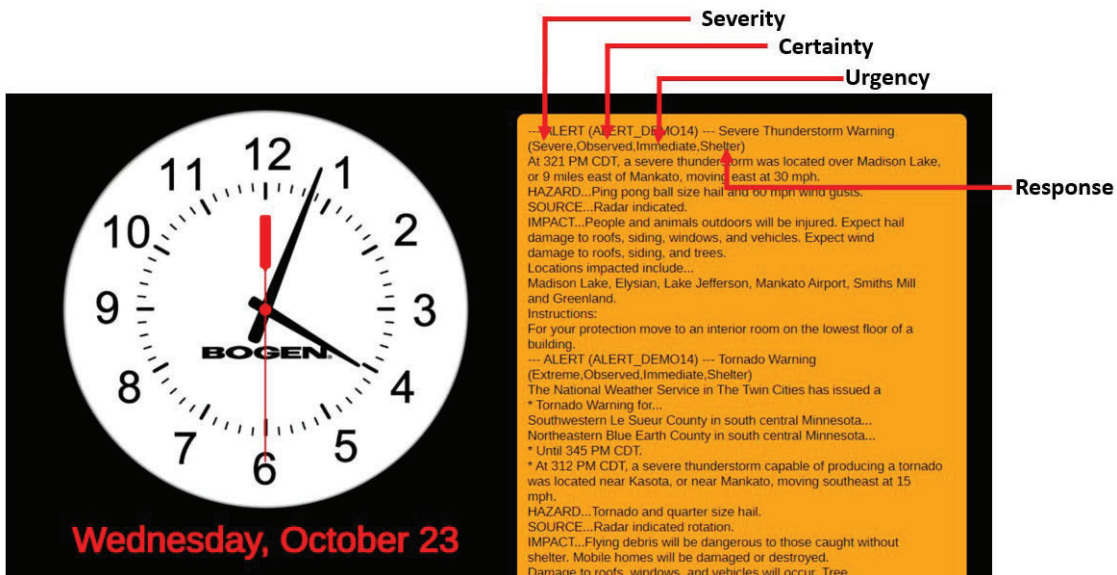 Severity
Certainty
Urgency
Response
12
1
2
3
4
5
6
7
8
9
10
11
BOGEN
Wednesday, October 23
--- ALERT (ALERT_DEMO14) --- Severe Thunderstorm Warning
(Severe,Observed,Immediate,Shelter)
At 321 PM CDT, a severe thunderstorm was located over Madison Lake,
or 9 miles east of Mankato, moving east at 30 mph.
HAZARD...Ping pong ball size hail and 60 mph wind gusts.
SOURCE...Radar indicated.
IMPACT...People and animals outdoors will be injured. Expect hail
damage to roofs, siding, windows, and vehicles. Expect wind
damage to roofs, siding, and trees.
Locations impacted include...
Madison Lake, Elysian, Lake Jefferson, Mankato Airport, Smiths Mill
and Greenland.
Instructions:
For your protection move to an interior room on the lowest floor of a
building.
--- ALERT (ALERT_DEMO14) --- Tornado Warning
(Extreme,Observed,Immediate,Shelter)
The National Weather Service in The Twin Cities has issued a
* Tornado Warning for...
Southwestern Le Sueur County in south central Minnesota...
Northeastern Blue Earth County in south central Minnesota...
* Until 345 PM CDT.
* At 312 PM CDT, a severe thunderstorm capable of producing a tornado
was located near Kasota, or near Mankato, moving southeast at 15
mph.
HAZARD...Tornado and quarter size hail.
SOURCE...Radar indicated rotation.
IMPACT...Flying debris will be dangerous to those caught without
shelter. Mobile homes will be damaged or destroyed.
Damage to roofs, windows, and vehicles will occur. Tree